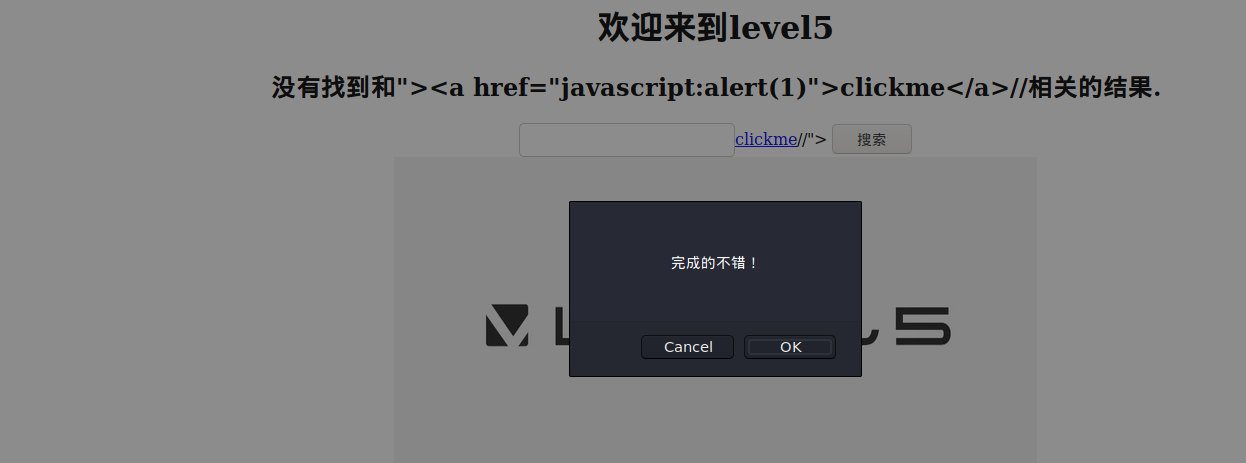 欢迎来到level5
没有找到和"><a href="javascript:alert(1)">clickme</a>//相关的结果.
clickme//"> 搜索
完成的不错！
Cancel OK